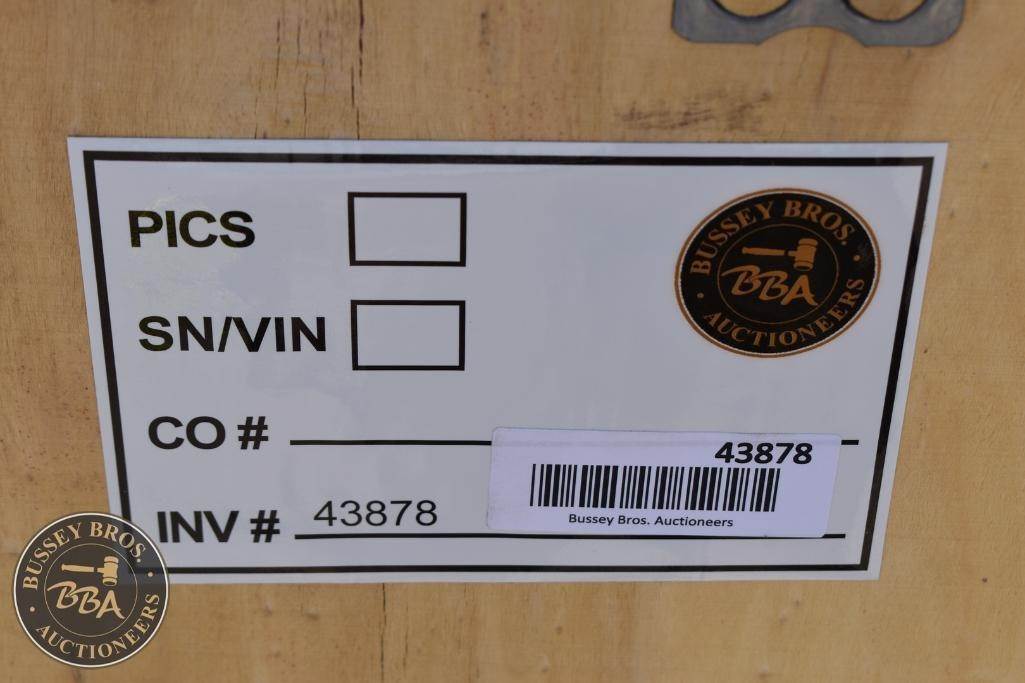 PICS
BUSSEY BROS.
BBA
AUCTIONEERS
SN/VIN
CO #
43878
Bussey Bros. Auctioneers
INV # 43878
BUSSEY BROS.
BBA
AUCTIONEERS